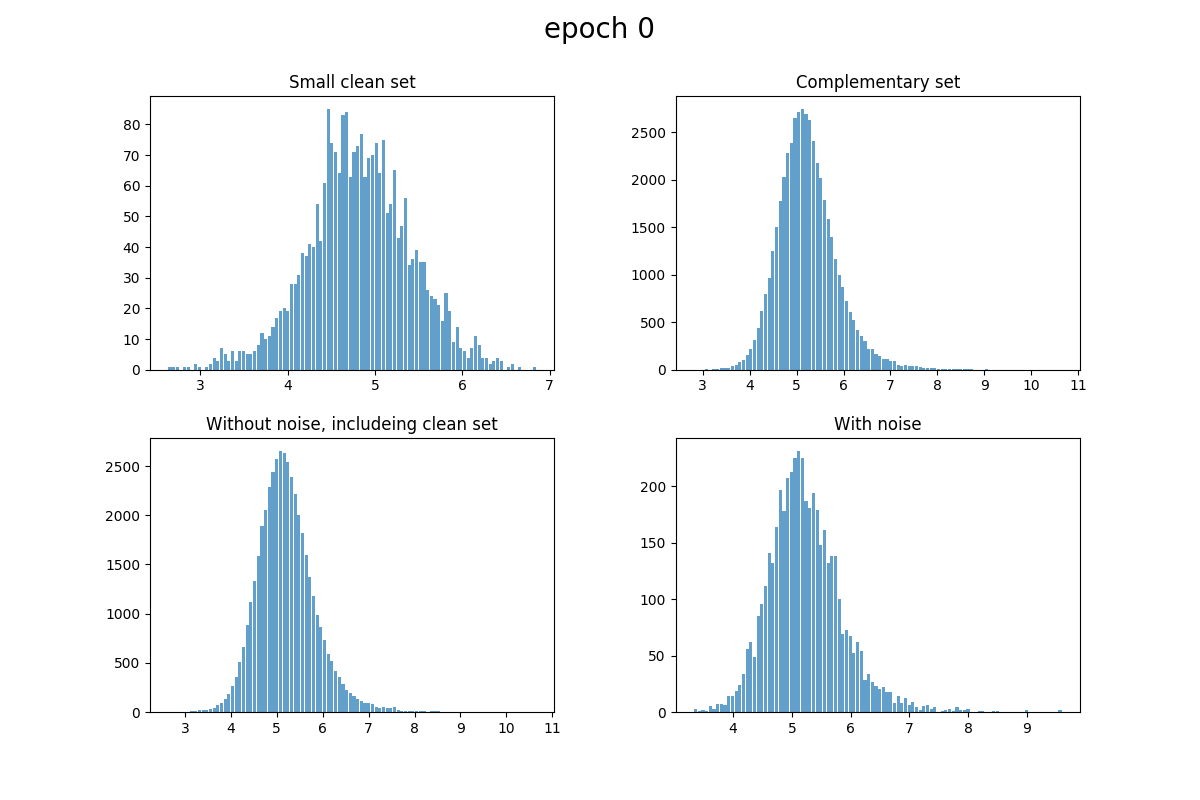 epoch 0
Small clean set
80
70
60
50
40
30
20
10
0
3 4 5 6 7
Complementary set
2500
2000
1500
1000
500
0
3 4 5 6 7 8 9 10 11
Without noise, includeing clean set
2500
2000
1500
1000
500
0
3 4 5 6 7 8 9 10 11
With noise
200
150
100
50
0
4 5 6 7 8 9